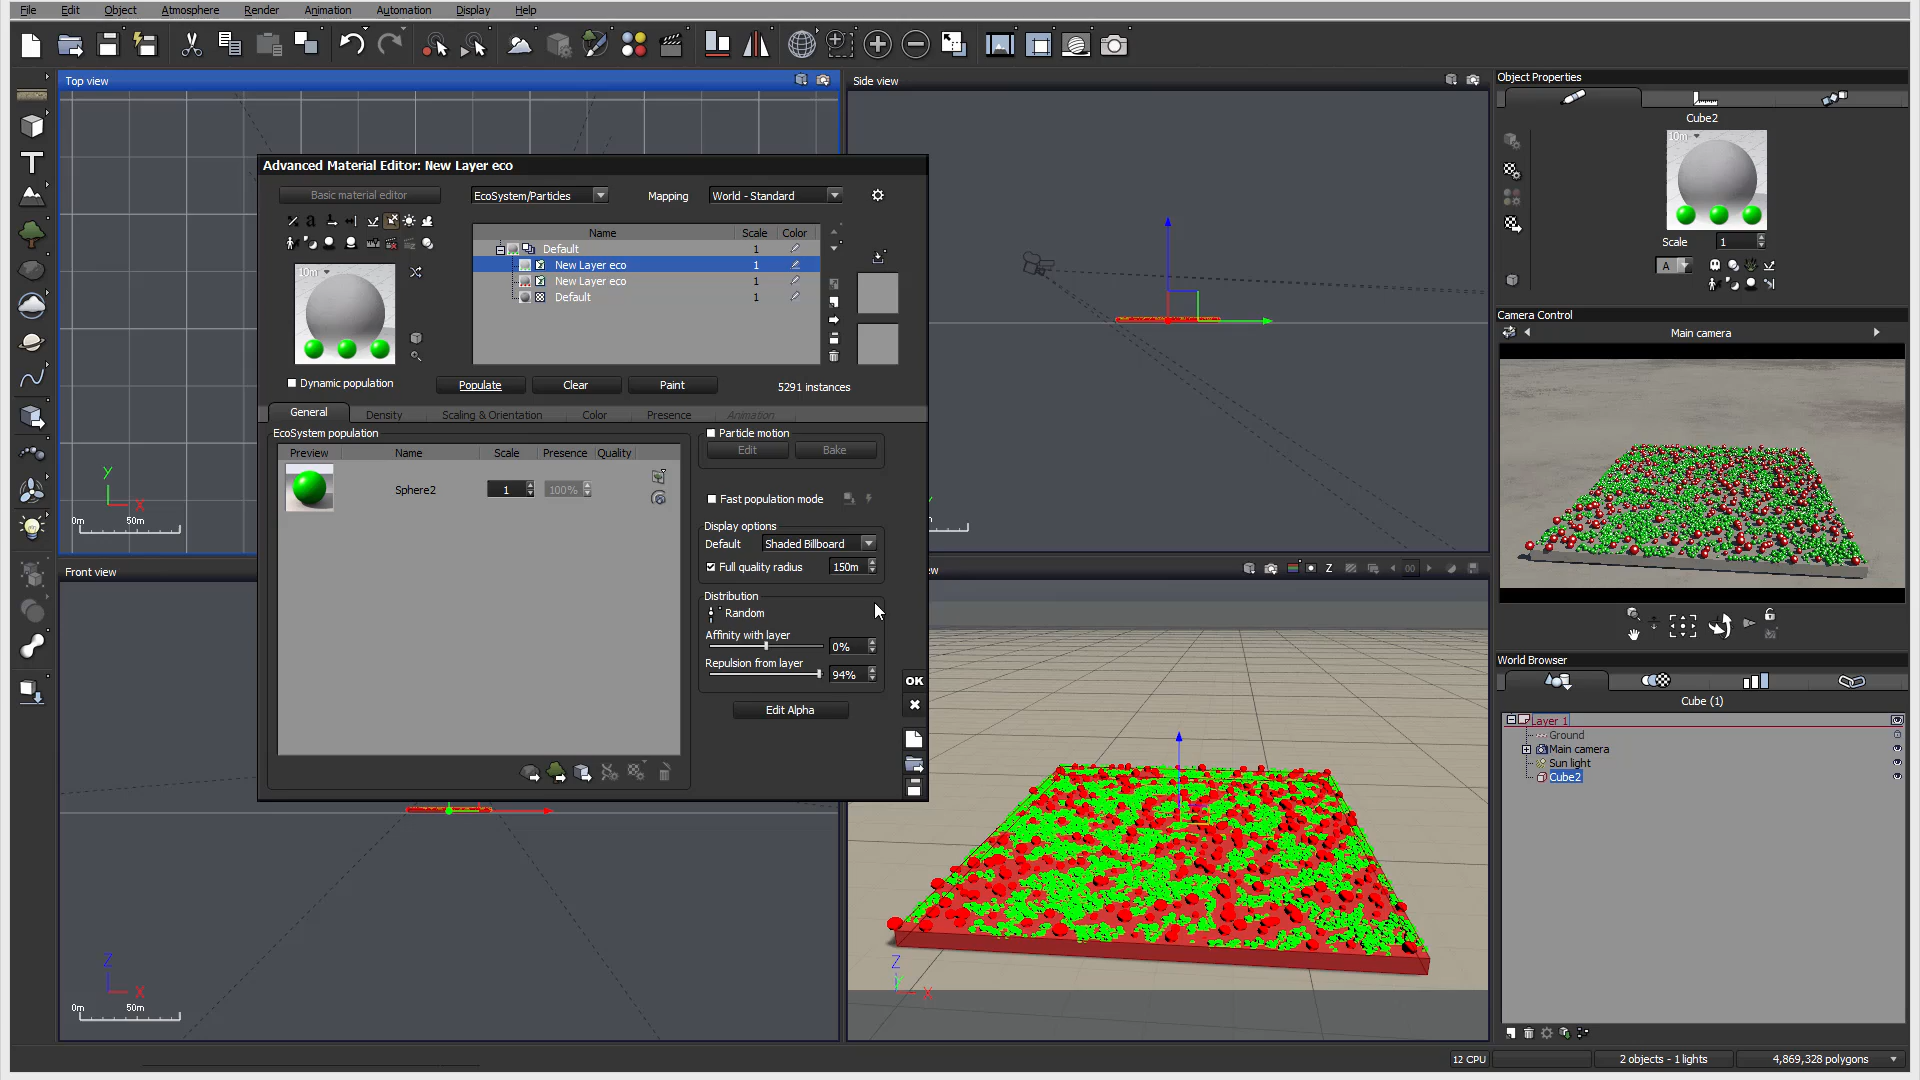 File Edit Object Atmosphere Render Animation Automation Display Help
Top view
Side view
Object Properties
Cube2
10m
Scale 1
A
Advanced Material Editor: New Layer eco
Basic material editor
EcoSystem/Particles
Mapping
World - Standard
Name Scale Color
Default 1
New Layer eco 1
New Layer eco 1
Default 1
10m
Dynamic population
Populate
Clear
Paint
5291 instances
General
Density
Scaling & Orientation
Color
Presence
Animation
EcoSystem population
Preview Name Scale Presence Quality
Sphere2 1 100%
Particle motion
Edit
Bake
Fast population mode
Display options
Default Shaded Billboard
Full quality radius 150m
Distribution
Random
Affinity with layer
0%
Repulsion from layer
94%
Edit Alpha
OK
Camera Control
Main camera
World Browser
Cube (1)
Layer 1
Ground
Main camera
Sun light
Cube2
Y
X
0m 50m
Front view
Z
X
0m 50m
Z
00
Z
X
12 CPU
2 objects - 1 lights
4,869,328 polygons